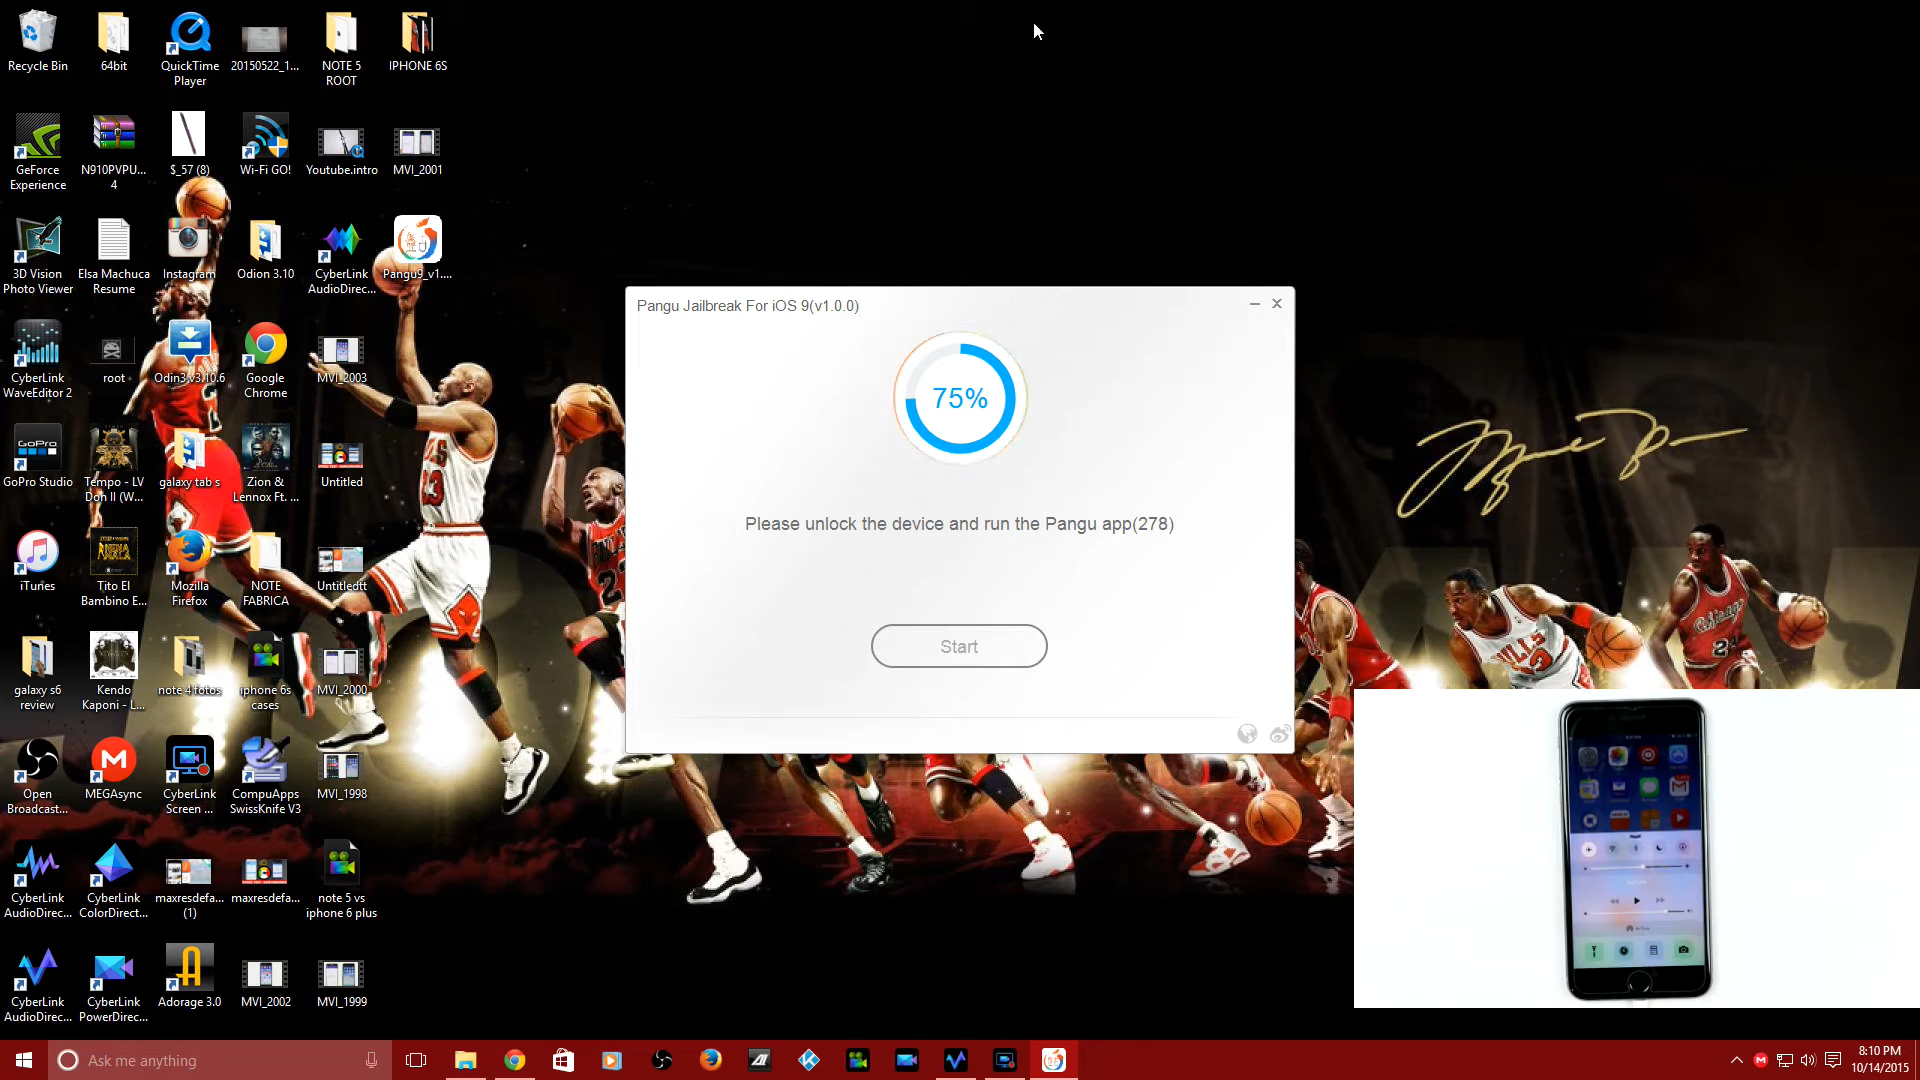 Recycle Bin
64bit
QuickTime
Player
20150522_1...
NOTE 5
ROOT
IPHONE 6S
GeForce
Experience
N910PVPU...
4
$_57 (8)
Wi-Fi GO!
Youtube.intro
MVI_2001
3D Vision
Photo Viewer
Elsa Machuca
Resume
Instagram
Odion 3.10
CyberLink
AudioDirec...
Pangu9_v1....
CyberLink
WaveEditor 2
root
Odin3 v3.10.6
Google
Chrome
MVI_2003
GoPro
GoPro Studio
Tempo - LV
Don II (W...
galaxy tab s
Zion &
Lennox Ft. ...
Untitled
iTunes
Tito El
Bambino E...
Mozilla
Firefox
NOTE
FABRICA
Untitledtt
galaxy s6
review
Kendo
Kaponi - L...
note 4 fotos
iphone 6s
cases
MVI_2000
Open
Broadcast...
MEGAsync
CyberLink
Screen ...
CompuApps
SwissKnife V3
MVI_1998
CyberLink
AudioDirec...
CyberLink
ColorDirect...
maxresdefa...
(1)
maxresdefa...
note 5 vs
iphone 6 plus
CyberLink
AudioDirec...
CyberLink
PowerDirec...
Adorage 3.0
MVI_2002
MVI_1999
Pangu Jailbreak For iOS 9(v1.0.0)
75%
Please unlock the device and run the Pangu app(278)
Start
Ask me anything
8:10 PM
10/14/2015